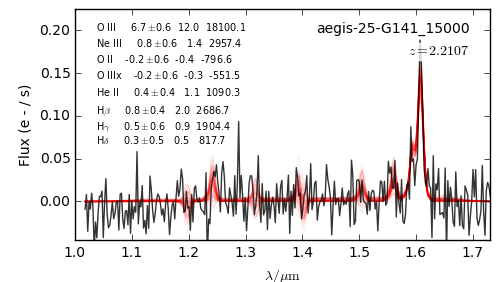 aegis-25-G141_15000
z = 2.2107
O III 6.7±0.6 12.0 18100.1
Ne III 0.8±0.6 1.4 2957.4
O II -0.2±0.6 -0.4 -796.6
O IIIx -0.2±0.6 -0.3 -551.5
He II 0.4±0.4 1.1 1090.3
Hβ 0.8±0.4 2.0 2686.7
Hγ 0.5±0.6 0.9 1904.4
Hδ 0.3±0.5 0.5 817.7
Flux (e - / s)
0.20
0.15
0.10
0.05
0.00
1.0 1.1 1.2 1.3 1.4 1.5 1.6 1.7
λ/μm